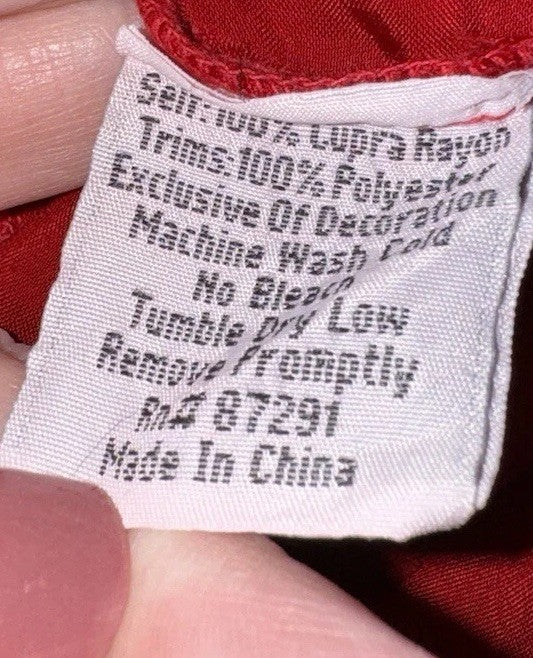 Self:100% Cupra Rayon
Trims:100% Polyester
Exclusive Of Decoration
Machine Wash Cold
No Bleach
Tumble Dry Low
Remove Promptly
Rn# 87291
Made In China